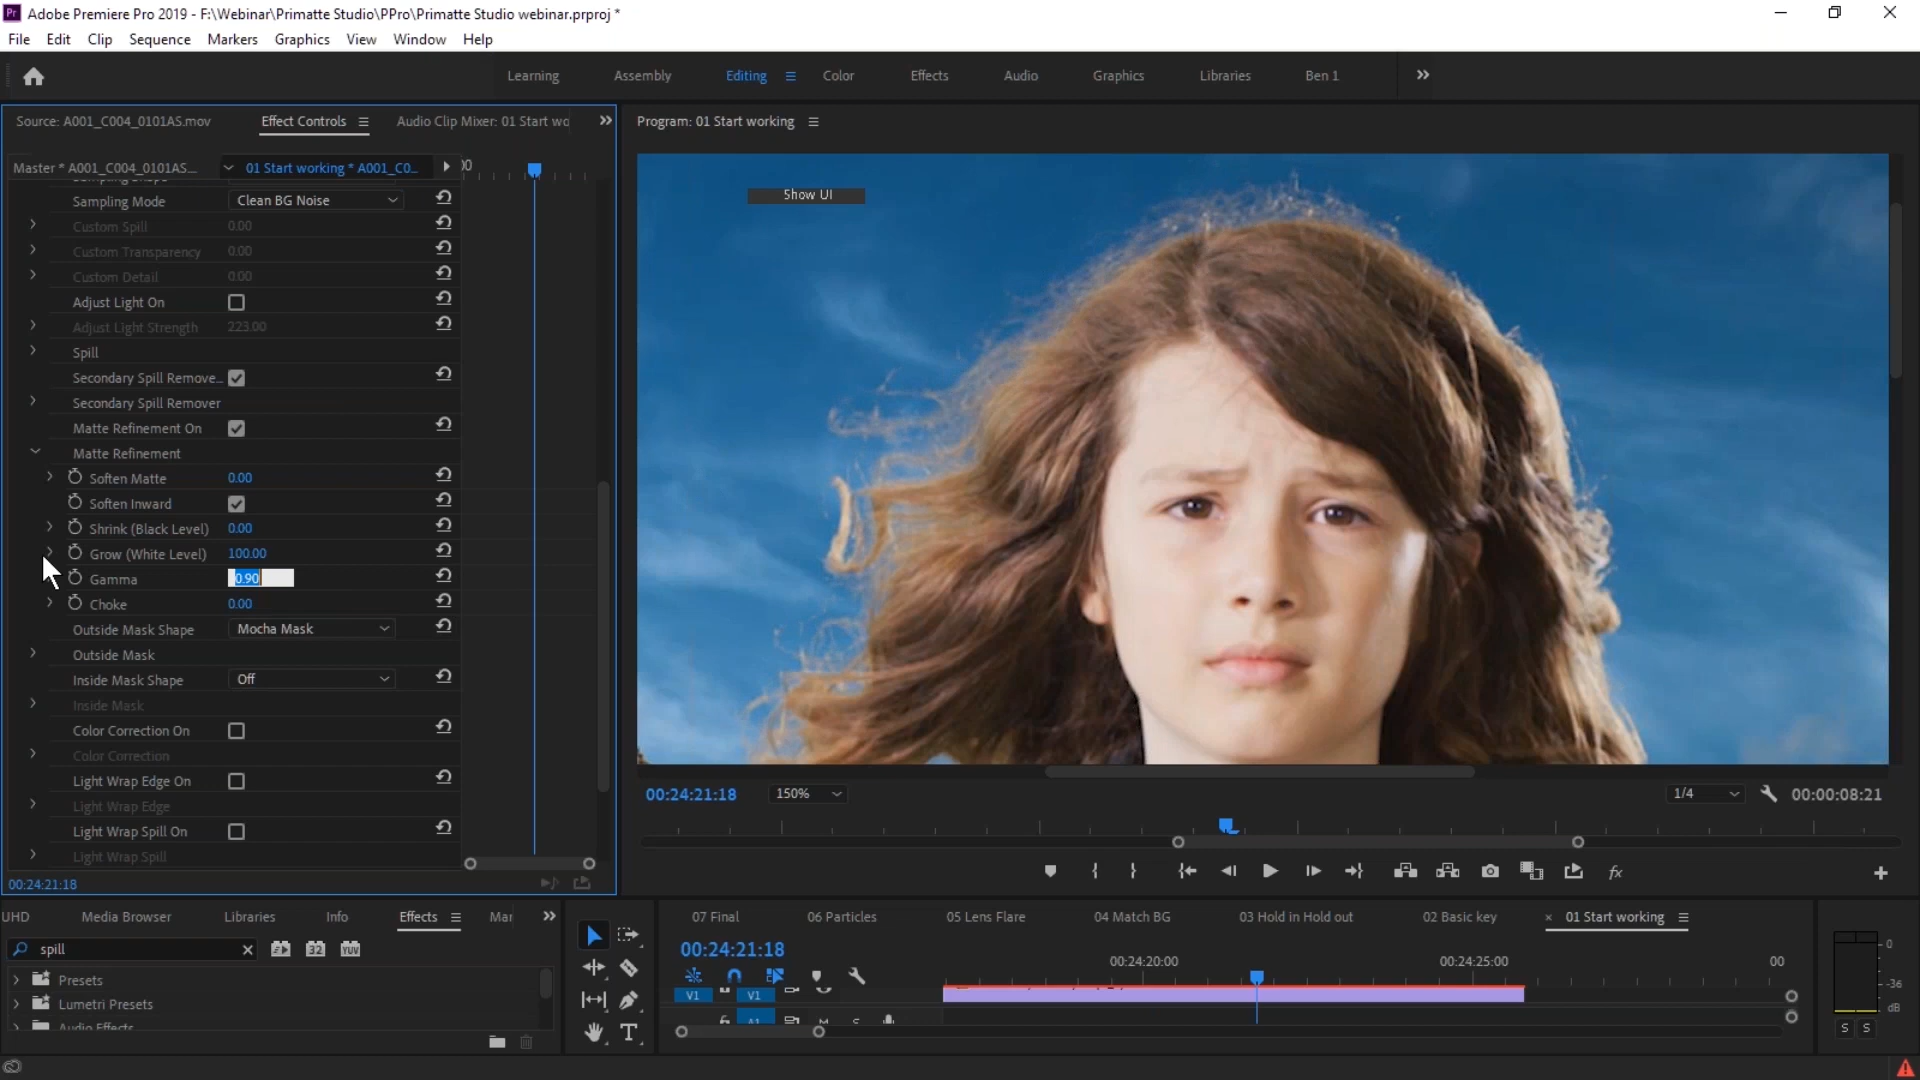 Adobe Premiere Pro 2019 - F:\Webinar\Primatte Studio\PPro\Primatte Studio webinar.prproj *
File Edit Clip Sequence Markers Graphics View Window Help
Learning Assembly Editing Color Effects Audio Graphics Libraries Ben 1
Source: A001_C004_0101AS.mov Effect Controls Audio Clip Mixer: 01 Start wo
Program: 01 Start working
Master * A001_C004_0101AS... 01 Start working * A001_C0...
Show UI
Sampling Mode Clean BG Noise
Custom Spill 0.00
Custom Transparency 0.00
Custom Detail 0.00
Adjust Light On
Adjust Light Strength 223.00
Spill
Secondary Spill Remove...
Secondary Spill Remover
Matte Refinement On
Matte Refinement
Soften Matte 0.00
Soften Inward
Shrink (Black Level) 0.00
Grow (White Level) 100.00
Gamma 0.90
Choke 0.00
Outside Mask Shape Mocha Mask
Outside Mask
Inside Mask Shape Off
Inside Mask
Color Correction On
Color Correction
Light Wrap Edge On
Light Wrap Edge
Light Wrap Spill On
Light Wrap Spill
00:24:21:18
00:24:21:18 150% 1/4 00:00:08:21
UHD Media Browser Libraries Info Effects Mar
spill
Presets
Lumetri Presets
Audio Effects
07 Final 06 Particles 05 Lens Flare 04 Match BG 03 Hold in Hold out 02 Basic key 01 Start working
00:24:21:18
00:24:20:00 00:24:25:00 00
V1 V1
A1
0
-36
dB
S S